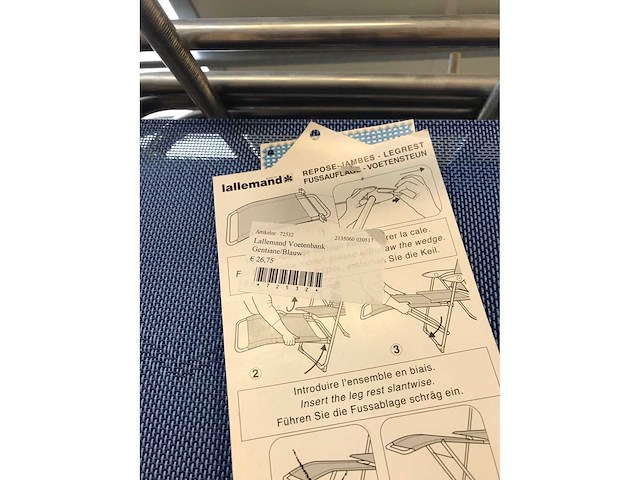 lallemand
REPOSE-JAMBES - LEGREST
FUSSAUFLAGE - VOETENSTEUN
Artikelnr: 72532
Lallemand Voetenbank
Gentiane/Blauw
€ 26,75
rer la cale.
aw the wedge.
Sie die Keil.
F
2
3
Introduire l'ensemble en biais.
Insert the leg rest slantwise.
Führen Sie die Fussablage schräg ein.